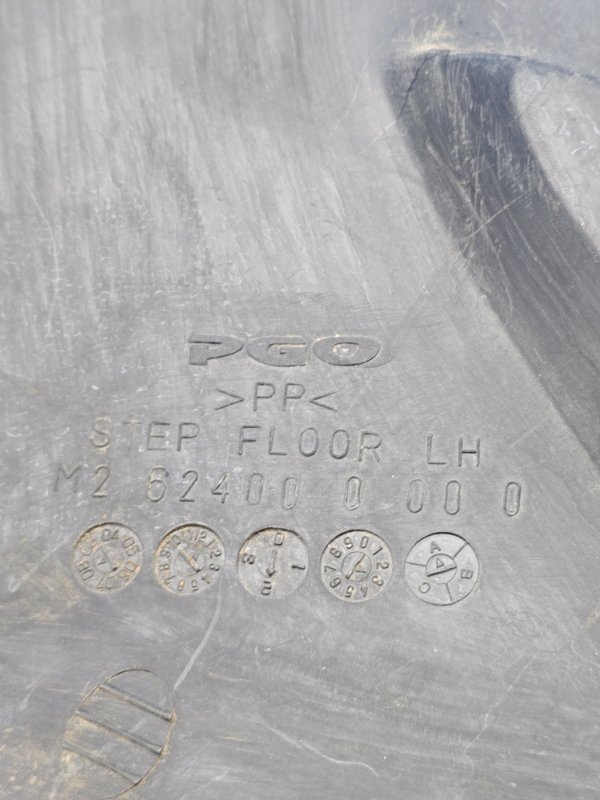 PGO
>PP<
STEP FLOOR LH
M2 62400 0 00 0
A B C